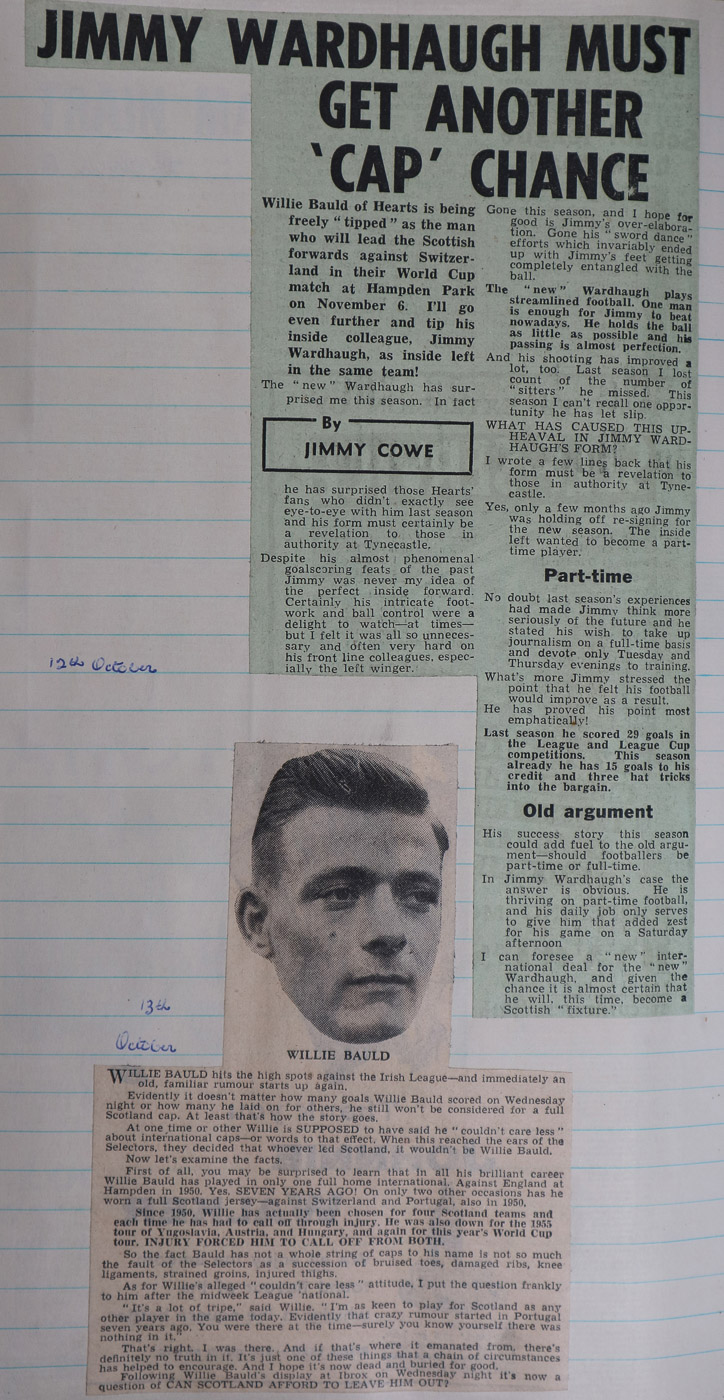 JIMMY WARDHAUGH MUST
GET ANOTHER
'CAP' CHANCE
Willie Bauld of Hearts is being
freely "tipped" as the man
who will lead the Scottish
forwards against Switzer-
land in their World Cup
match at Hampden Park
on November 6. I'll go
even further and tip his
inside colleague, Jimmy
Wardhaugh, as inside left
in the same team!
The "new" Wardhaugh has sur-
prised me this season. In fact
By
JIMMY COWE
he has surprised those Hearts'
fans who didn't exactly see
eye-to-eye with him last season
and his form must certainly be
a revelation to those in
authority at Tynecastle.
Despite his almost phenomenal
goalscoring feats of the past
Jimmy was never my idea of
the perfect inside forward.
Certainly his intricate foot-
work and ball control were a
delight to watch—at times—
but I felt it was all so unneces-
sary and often very hard on
his front line colleagues, espec-
ially the left winger.
Gone this season, and I hope for
good is Jimmy's over-elabora-
tion. Gone his "sword dance"
efforts which invariably ended
up with Jimmy's feet getting
completely entangled with the
ball.
The "new" Wardhaugh plays
streamlined football. One man
is enough for Jimmy to beat
nowadays. He holds the ball
as little as possible and his
passing is almost perfection.
And his shooting has improved a
lot, too. Last season I lost
count of the number of
"sitters" he missed. This
season I can't recall one oppor-
tunity he has let slip.
WHAT HAS CAUSED THIS UP-
HEAVAL IN JIMMY WARD-
HAUGH'S FORM?
I wrote a few lines back that his
form must be a revelation to
those in authority at Tyne-
castle.
Yes, only a few months ago Jimmy
was holding off re-signing for
the new season. The inside
left wanted to become a part-
time player.
Part-time
No doubt last season's experiences
had made Jimmy think more
seriously of the future and he
stated his wish to take up
journalism on a full-time basis
and devote only Tuesday and
Thursday evenings to training.
What's more Jimmy stressed the
point that he felt his football
would improve as a result.
He has proved his point most
emphatically!
Last season he scored 29 goals in
the League and League Cup
competitions. This season
already he has 15 goals to his
credit and three hat tricks
into the bargain.
Old argument
His success story this season
could add fuel to the old argu-
ment—should footballers be
part-time or full-time.
In Jimmy Wardhaugh's case the
answer is obvious. He is
thriving on part-time football,
and his daily job only serves
to give him that added zest
for his game on a Saturday
afternoon
I can foresee a "new" inter-
national deal for the "new"
Wardhaugh, and given the
chance it is almost certain that
he will, this time, become a
Scottish "fixture."
12th October
13th
October
WILLIE BAULD
WILLIE BAULD hits the high spots against the Irish League—and immediately an
old, familiar rumour starts up again.
Evidently it doesn't matter how many goals Willie Bauld scored on Wednesday
night or how many he laid on for others, he still won't be considered for a full
Scotland cap. At least that's how the story goes.
At one time or other Willie is SUPPOSED to have said he "couldn't care less"
about international caps—or words to that effect. When this reached the ears of the
Selectors, they decided that whoever led Scotland, it wouldn't be Willie Bauld.
Now let's examine the facts.
First of all, you may be surprised to learn that in all his brilliant career
Willie Bauld has played in only one full home international. Against England at
Hampden in 1950. Yes, SEVEN YEARS AGO! On only two other occasions has he
worn a full Scotland jersey—against Switzerland and Portugal, also in 1950.
Since 1950, Willie has actually been chosen for four Scotland teams and
each time he has had to call off through injury. He was also down for the 1955
tour of Yugoslavia, Austria, and Hungary, and again for this year's World Cup
tour. INJURY FORCED HIM TO CALL OFF FROM BOTH.
So the fact Bauld has not a whole string of caps to his name is not so much
the fault of the Selectors as a succession of bruised toes, damaged ribs, knee
ligaments, strained groins, injured thighs.
As for Willie's alleged "couldn't care less" attitude, I put the question frankly
to him after the midweek League 'national.
"It's a lot of tripe," said Willie. "I'm as keen to play for Scotland as any
other player in the game today. Evidently that crazy rumour started in Portugal
seven years ago. You were there at the time—surely you know yourself there was
nothing in it."
That's right, I was there. And if that's where it emanated from, there's
definitely no truth in it. It's just one of these things that a chain of circumstances
has helped to encourage. And I hope it's now dead and buried for good.
Following Willie Bauld's display at Ibrox on Wednesday night it's now a
question of CAN SCOTLAND AFFORD TO LEAVE HIM OUT?